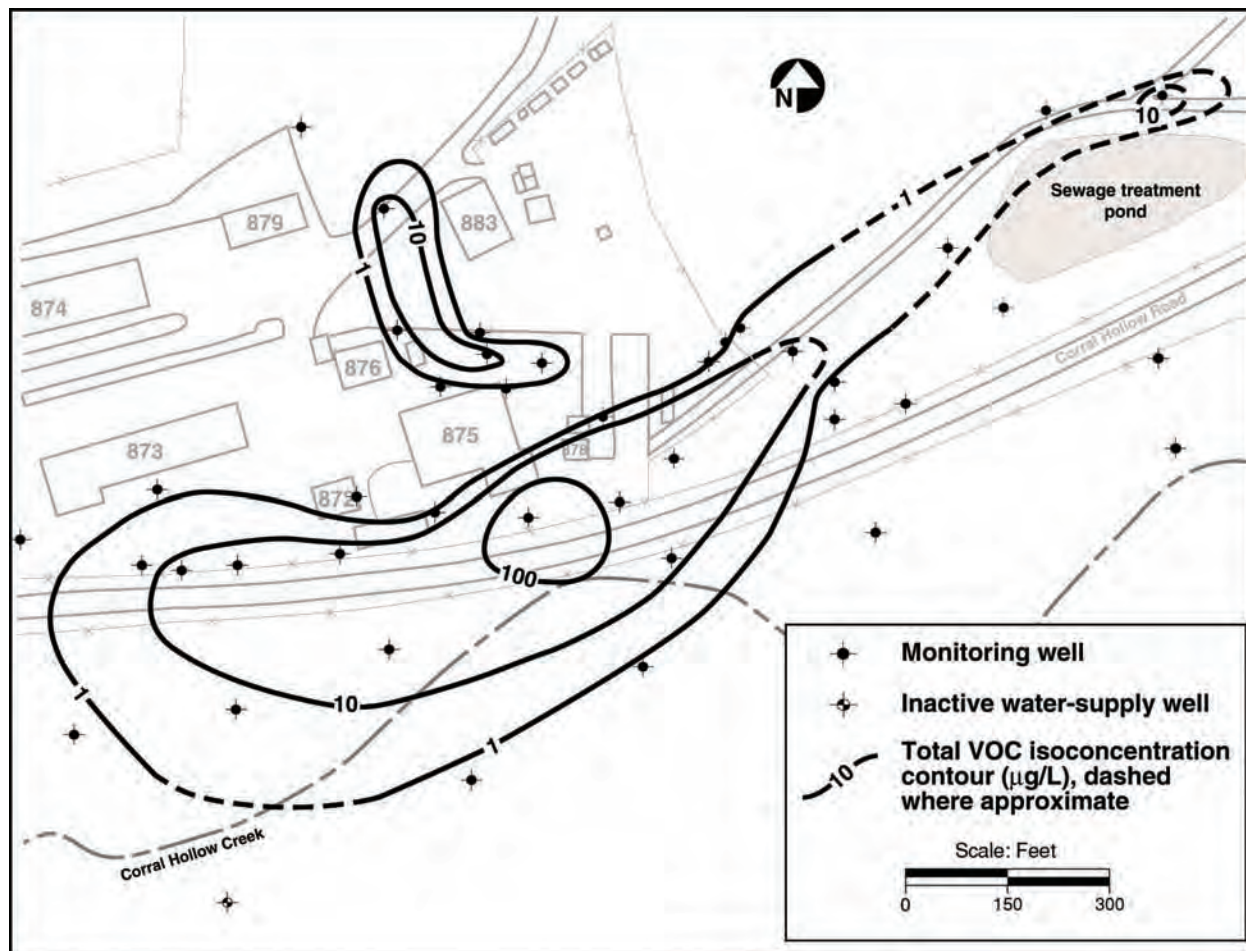 N
10
Sewage treatment
pond
1
879
883
10
1
874
Corral Hollow Road
876
875
873
878
872
100
10
1
1
Corral Hollow Creek
Monitoring well
Inactive water-supply well
10
Total VOC isoconcentration
contour (μg/L), dashed
where approximate
Scale: Feet
0 150 300